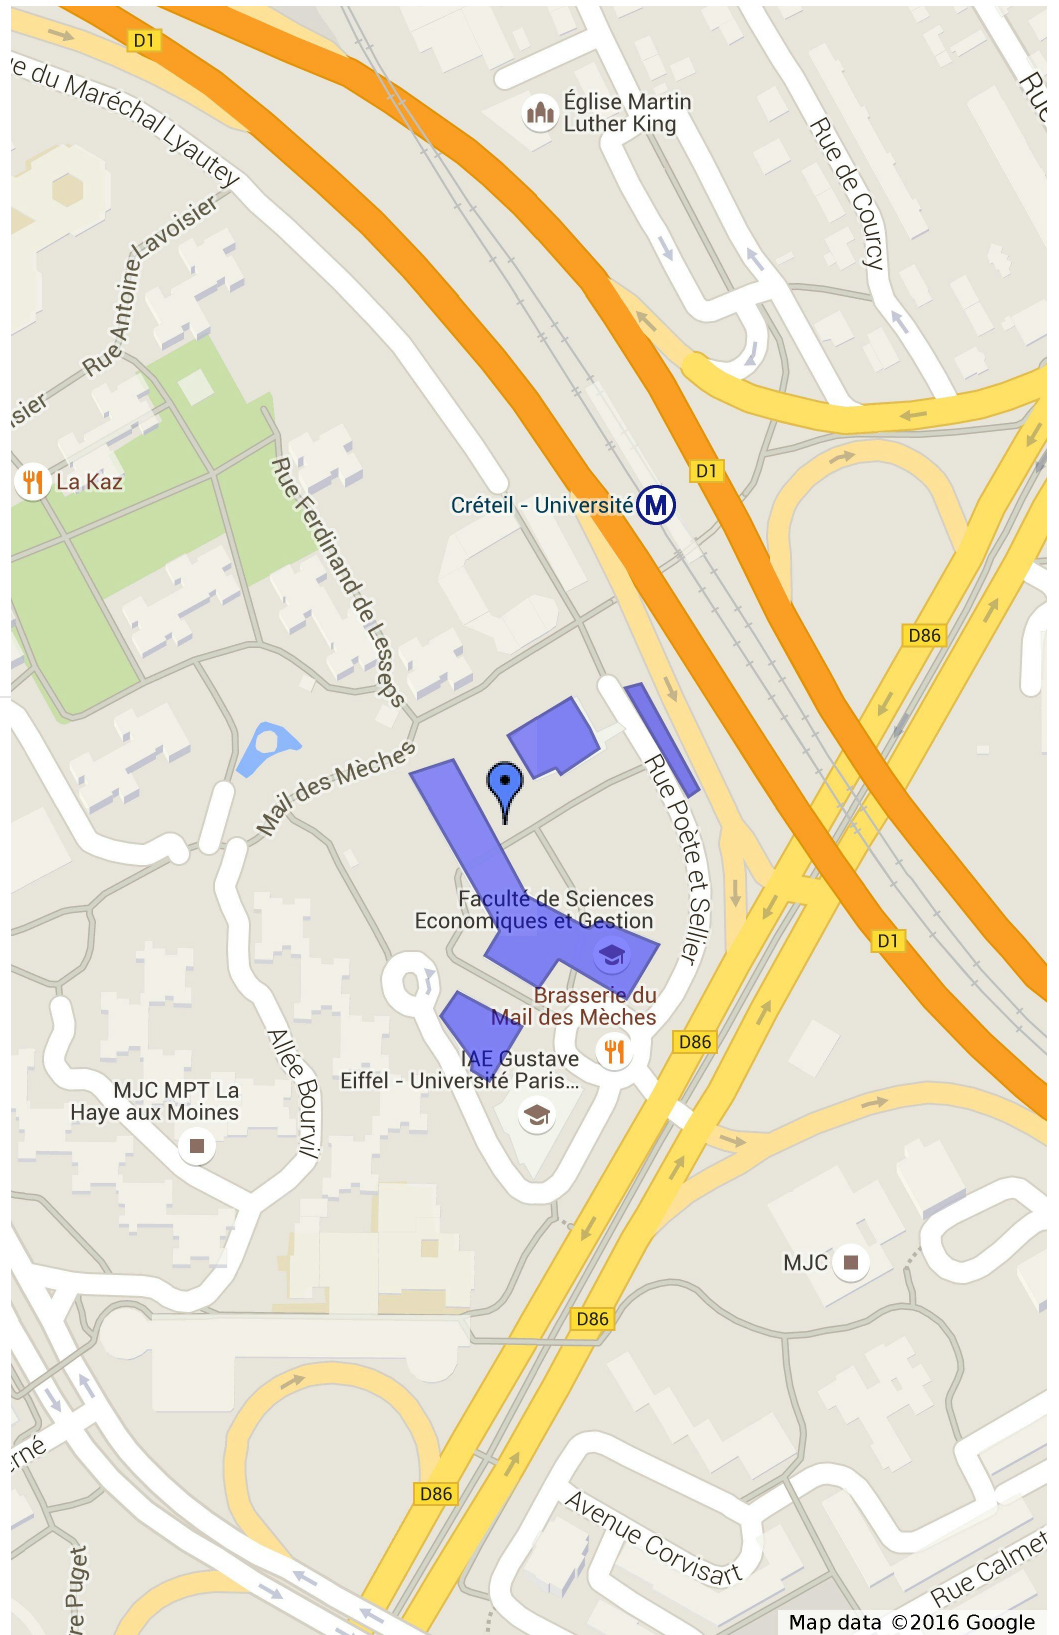 D1
e du Maréchal Lyautey
Église Martin
Luther King
Rue de Courcy
Rue
Rue Antoine Lavoisier
sier
La Kaz
Rue Ferdinand de Lesseps
Créteil - Université
M
D1
D86
Mail des Mèches
Rue Poète et Sellier
Faculté de Sciences
Economiques et Gestion
D1
Brasserie du
Mail des Mèches
D86
IAE Gustave
Eiffel - Université Paris...
Allée Bourvil
MJC MPT La
Haye aux Moines
MJC
D86
erné
D86
Avenue Corvisart
Rue Calmet
re Puget
Map data ©2016 Google